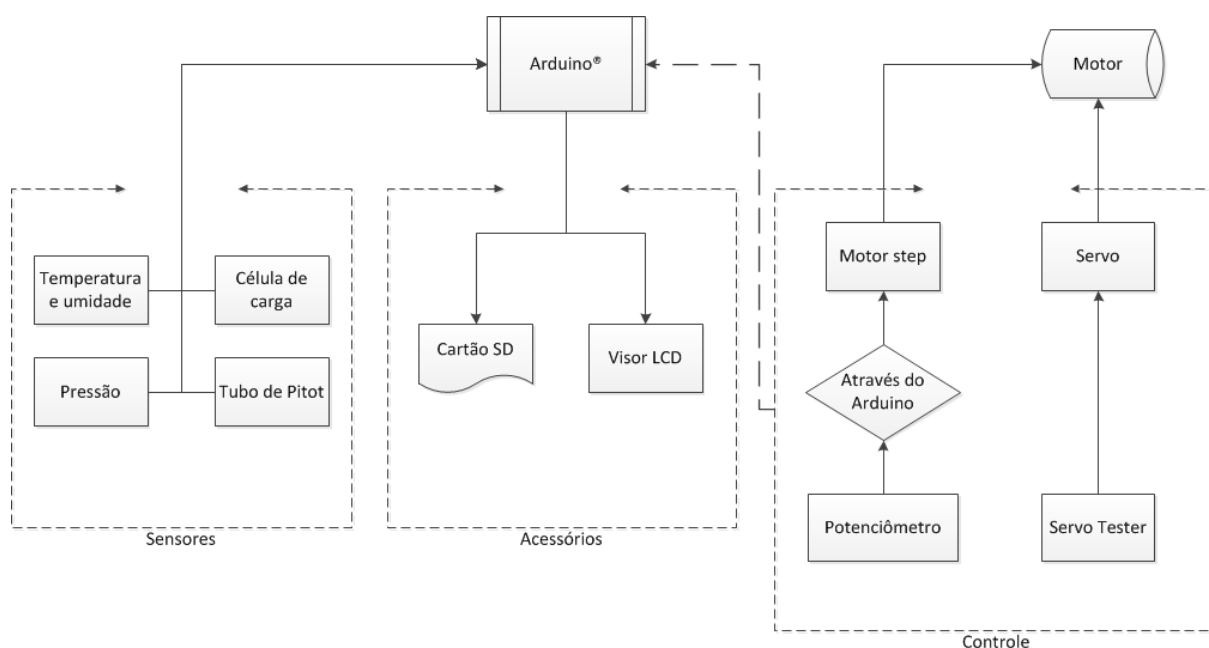 Arduino®
Motor
Temperatura
e umidade
Célula de
carga
Pressão
Tubo de Pitot
Sensores
Cartão SD
Visor LCD
Acessórios
Motor step
Servo
Através do
Arduino
Potenciômetro
Servo Tester
Controle